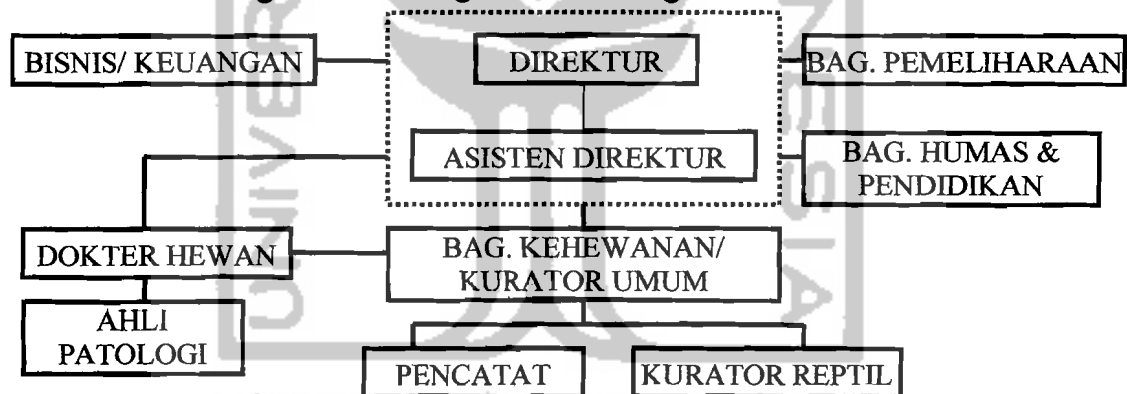 BISNIS/ KEUANGAN
DIREKTUR
BAG. PEMELIHARAAN
ASISTEN DIREKTUR
BAG. HUMAS &
PENDIDIKAN
DOKTER HEWAN
BAG. KEHEWANAN/
KURATOR UMUM
AHLI
PATOLOGI
PENCATAT
KURATOR REPTIL